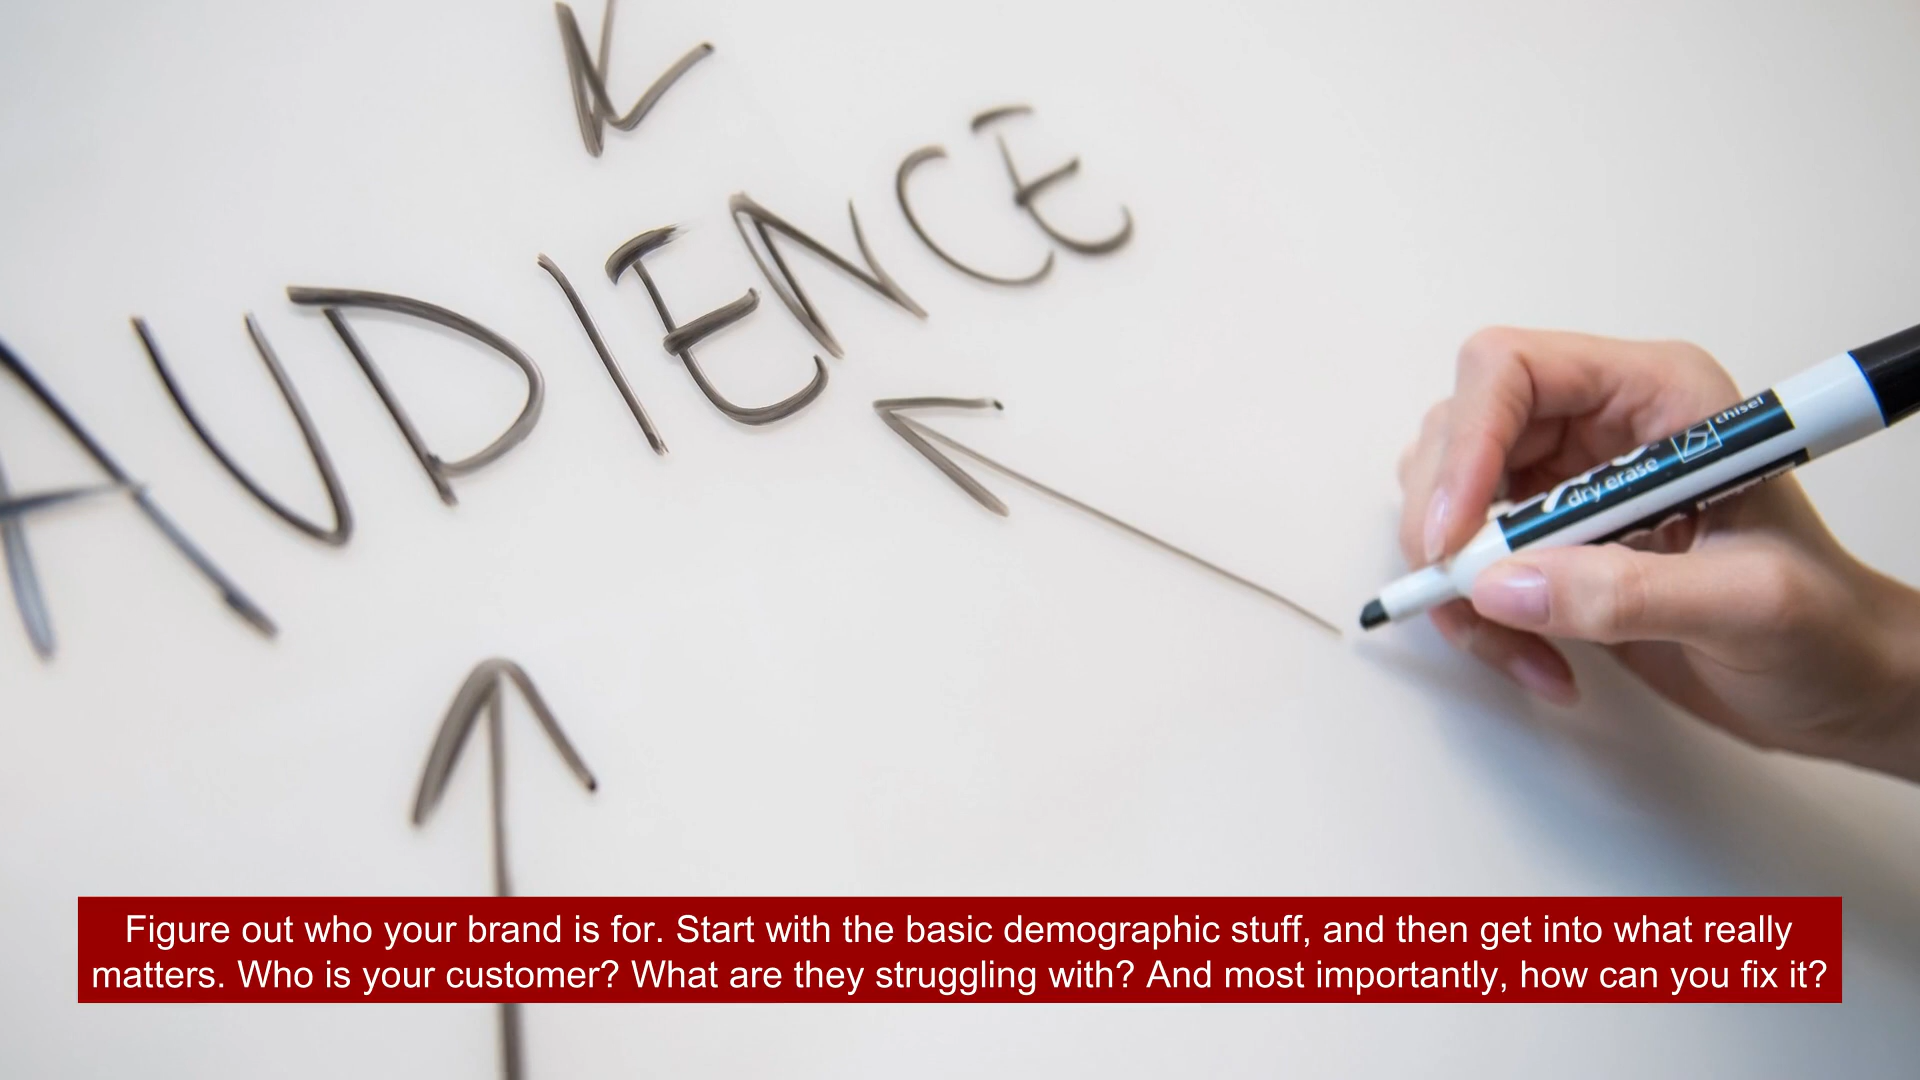 AUDIENCE
chisel
dry erase
Figure out who your brand is for. Start with the basic demographic stuff, and then get into what really
matters. Who is your customer? What are they struggling with? And most importantly, how can you fix it?